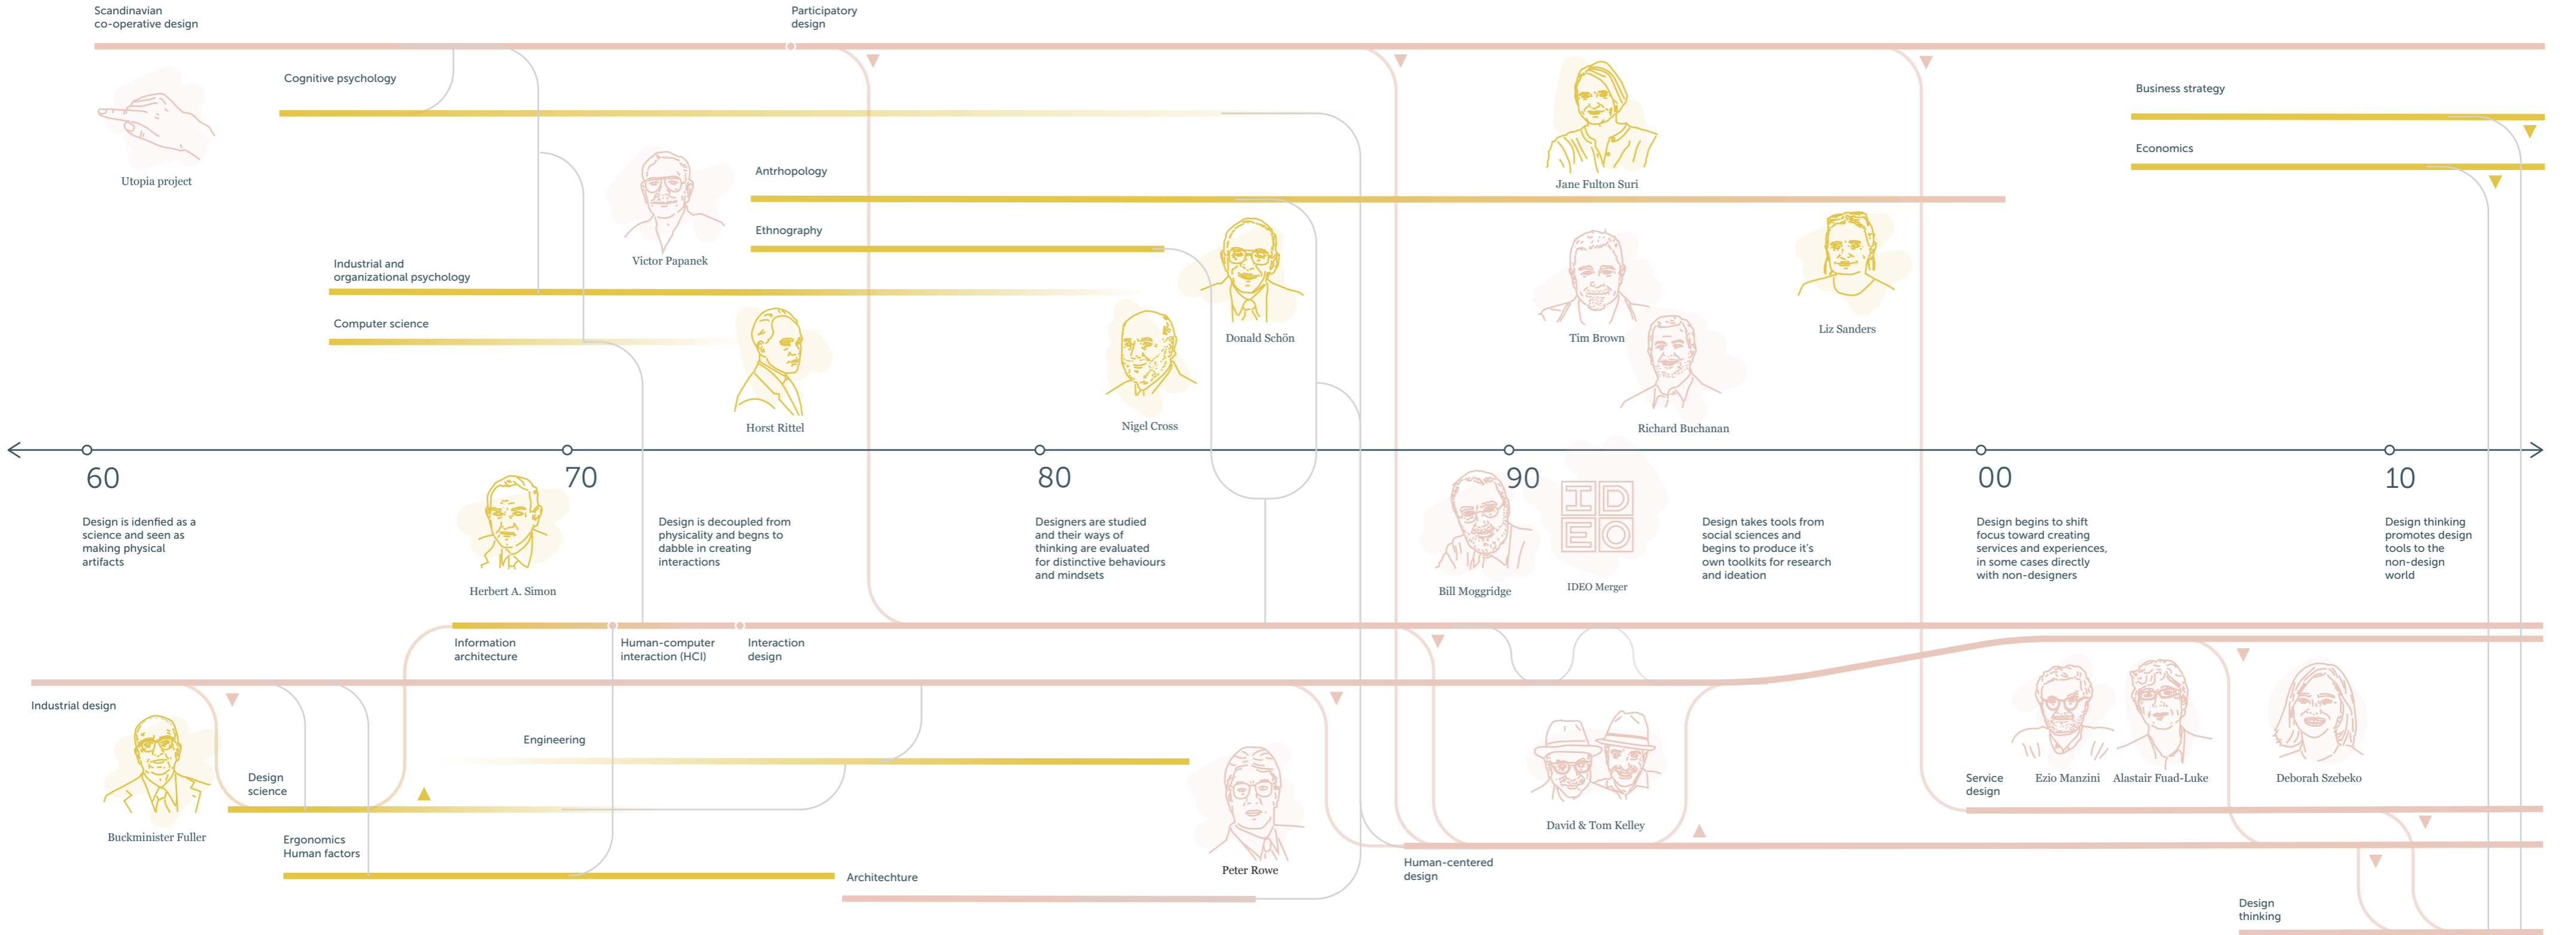 Scandinavian
co-operative design
Participatory
design
Cognitive psychology
Business strategy
Economics
Utopia project
Antrhopology
Jane Fulton Suri
Ethnography
Victor Papanek
Industrial and
organizational psychology
Computer science
Donald Schön
Tim Brown
Liz Sanders
Horst Rittel
Nigel Cross
Richard Buchanan
60
70
80
90
00
10
IDEO
Design is idenfied as a
science and seen as
making physical
artifacts
Herbert A. Simon
Design is decoupled from
physicality and begns to
dabble in creating
interactions
Designers are studied
and their ways of
thinking are evaluated
for distinctive behaviours
and mindsets
Bill Moggridge
IDEO Merger
Design takes tools from
social sciences and
begins to produce it's
own toolkits for research
and ideation
Design begins to shift
focus toward creating
services and experiences,
in some cases directly
with non-designers
Design thinking
promotes design
tools to the
non-design
world
Information
architecture
Human-computer
interaction (HCI)
Interaction
design
Industrial design
Engineering
Design
science
Buckminister Fuller
Ergonomics
Human factors
Architechture
Peter Rowe
David & Tom Kelley
Human-centered
design
Service
design
Ezio Manzini
Alastair Fuad-Luke
Deborah Szebeko
Design
thinking